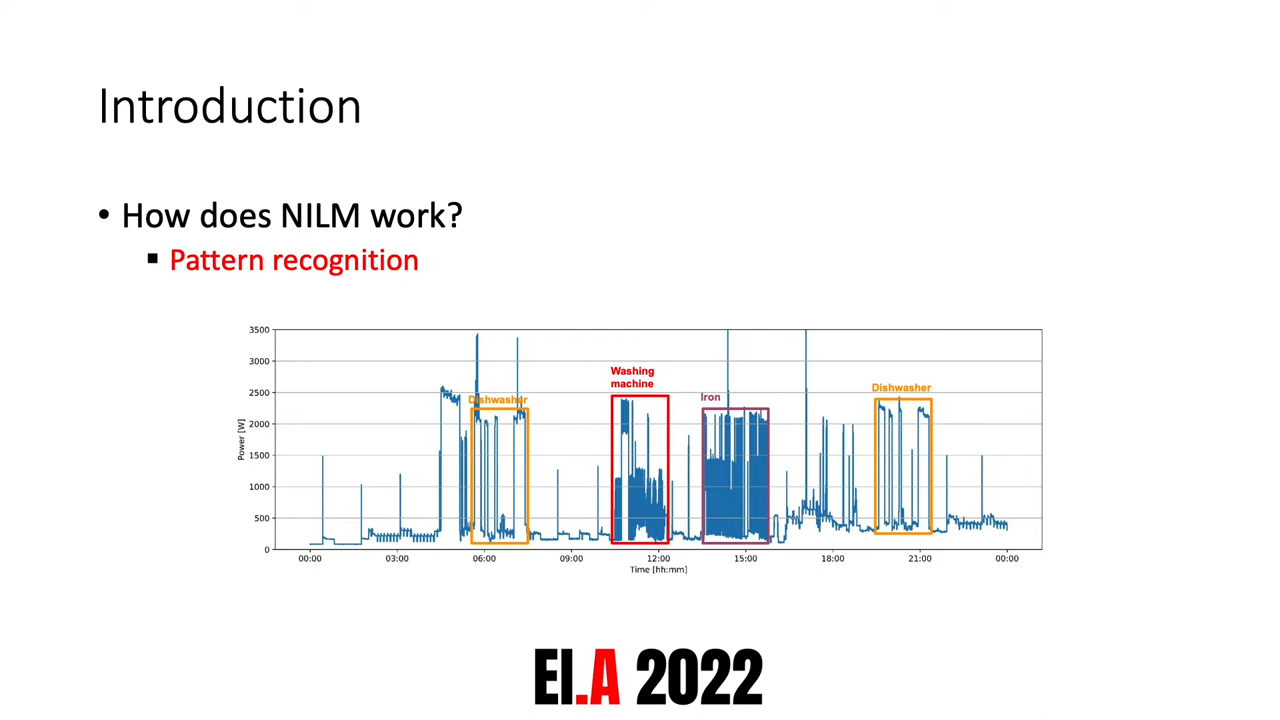 Introduction
• How does NILM work?
▪ Pattern recognition
3500
3000
2500
2000
1500
1000
500
0
Power [W]
Dishwasher
Washing
machine
Iron
Dishwasher
00:00 03:00 06:00 09:00 12:00 15:00 18:00 21:00 00:00
Time [hh:mm]
EI.A 2022